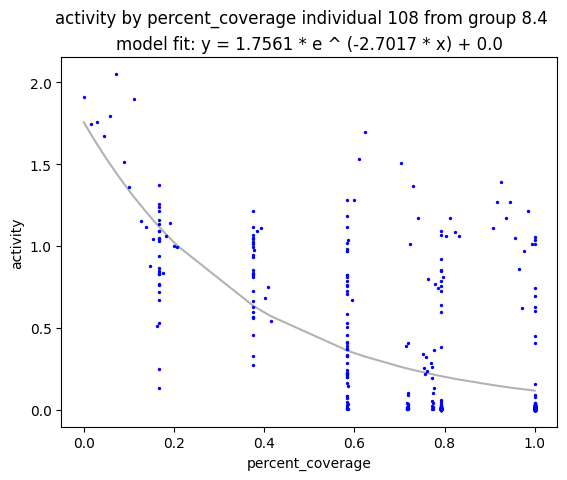 activity by percent_coverage individual 108 from group 8.4
model fit: y = 1.7561 * e ^ (-2.7017 * x) + 0.0
2.0
1.5
1.0
0.5
0.0
activity
0.0 0.2 0.4 0.6 0.8 1.0
percent_coverage